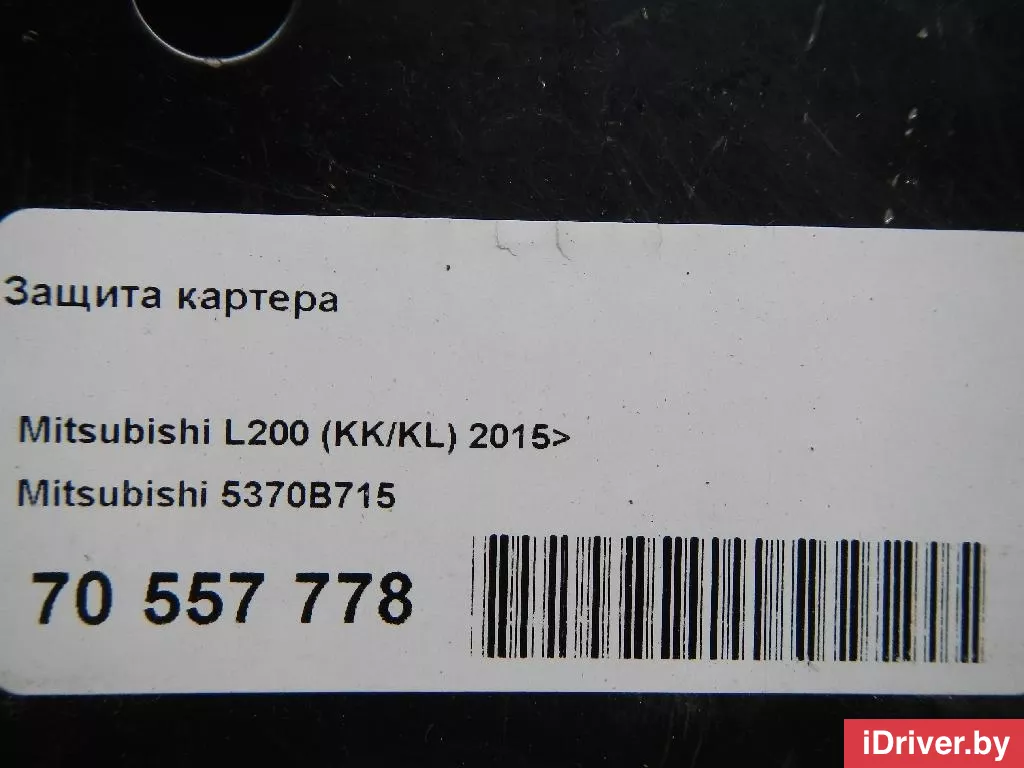 Защита картера
Mitsubishi L200 (KK/KL) 2015>
Mitsubishi 5370B715
70 557 778
iDriver.by